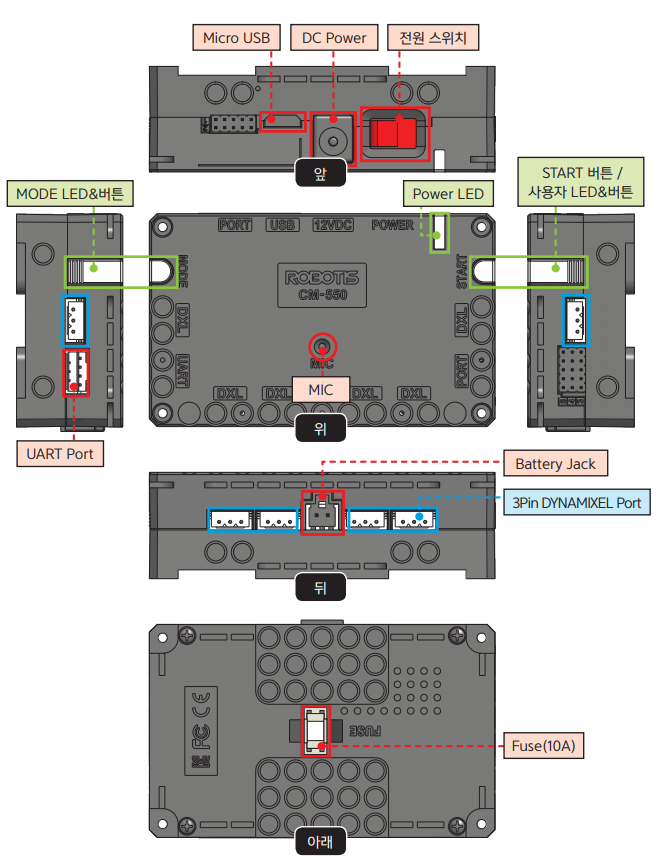 Micro USB
DC Power
전원 스위치
앞
MODE LED&버튼
Power LED
START 버튼 /
사용자 LED&버튼
PORT
USB
12VDC
POWER
MODE
START
ROBOTIS
CM-550
DXL
DXL
UART
PORT
MIC
MIC
DXL
DXL
DXL
DXL
위
UART Port
Battery Jack
3Pin DYNAMIXEL Port
뒤
FUSE
FC CE
Fuse(10A)
아래